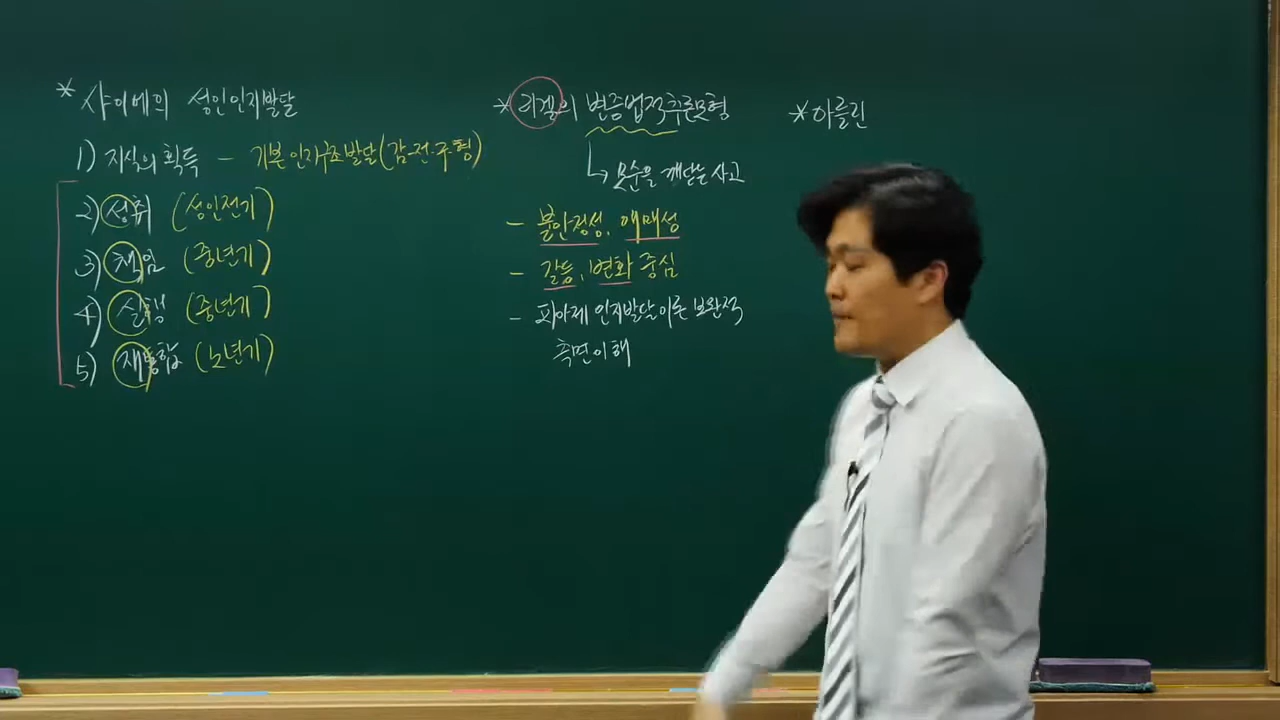 * 샤이에의 성인인지발달
1) 지식의 획득 - 기본 인지구조발달(감-전-구-형)
2) 성취 (성인전기)
3) 책임 (중년기)
4) 실행 (중년기)
5) 재통합 (노년기)
* 리겔의 변증법적추론모형
↳ 모순을 깨닫는 사고
- 불안정성, 애매성
- 갈등, 변화 중심
- 피아제 인지발달이론 보완적
측면이해
* 아를린